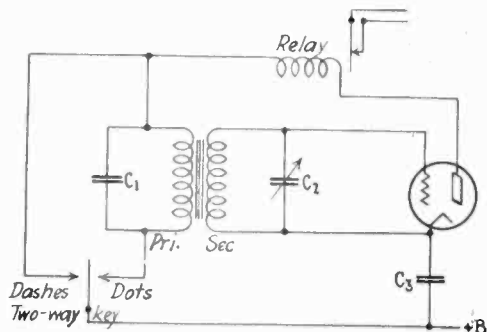 Relay
C1
C2
Pri. Sec
C3
Dashes Dots
Two-way key
+B